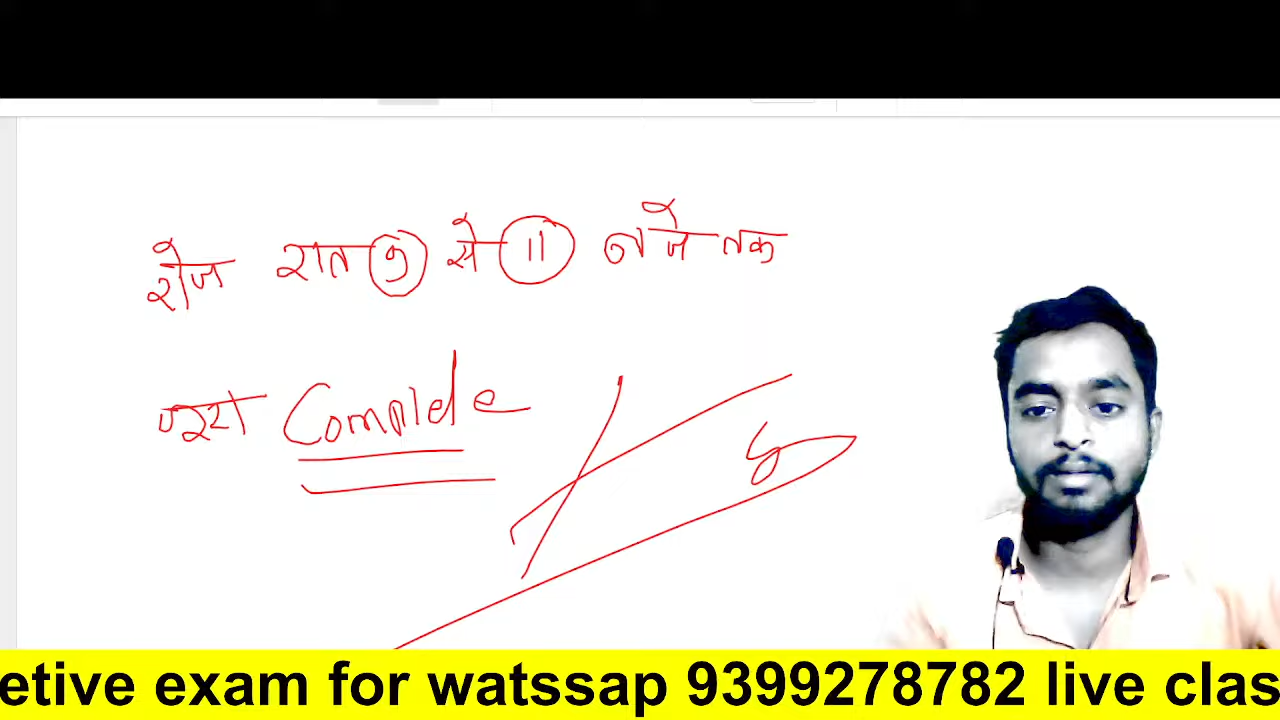 रोज रात 9 से 11 बजे तक
Complete
etive exam for watssap 9399278782 live clas